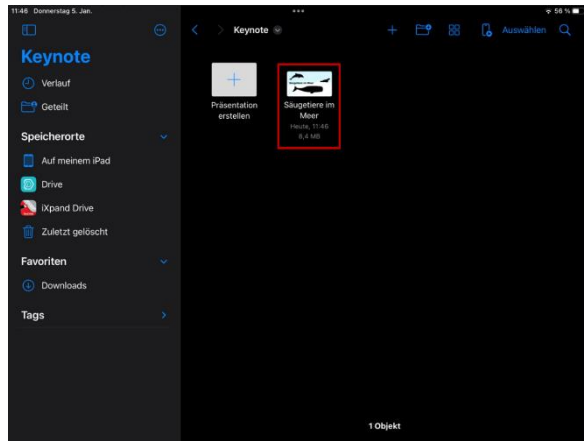 11:46 Donnerstag 5. Jan.
56 %
Keynote
Auswählen
Keynote
Verlauf
Geteilt
Speicherorte
Auf meinem iPad
Drive
iXpand Drive
Zuletzt gelöscht
Favoriten
Downloads
Tags
Präsentation
erstellen
Säugetiere im
Meer
Heute, 11:46
6,4 MB
1 Objekt